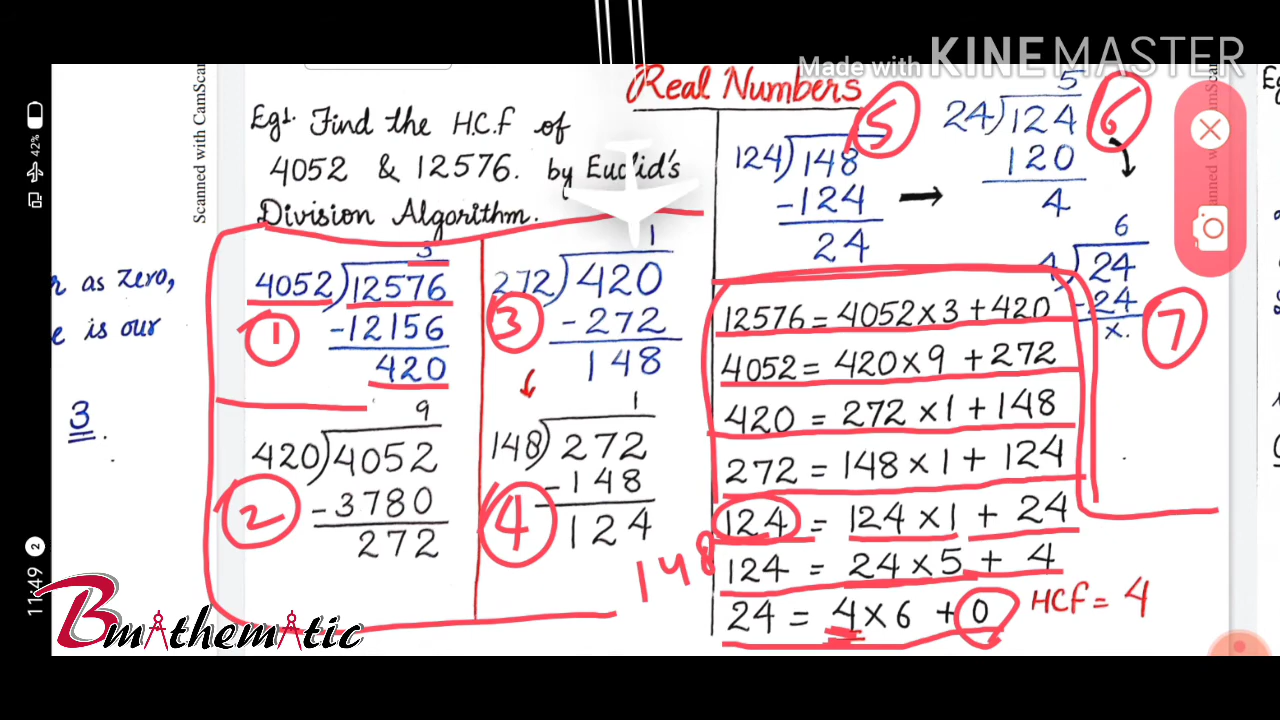 Made with KINEMASTER
Real Numbers
Eg1. Find the H.C.f of
4052 & 12576. by Euclid's
Division Algorithm.
Scanned with CamScan
42%
11:49
2
as zero,
e is our
3
3
4052)12576
-12156
420
1
9
420)4052
-3780
272
2
1
272)420
-272
148
3
1
148)272
-148
124
4
148
124)148
-124
24
5
5
24)124
120
4
6
6
4)24
-24
x.
7
12576 = 4052 x 3 + 420
4052 = 420 x 9 + 272
420 = 272 x 1 + 148
272 = 148 x 1 + 124
124 = 124 x 1 + 24
124 = 24 x 5 + 4
24 = 4 x 6 + 0
HCf = 4
Bmathematic